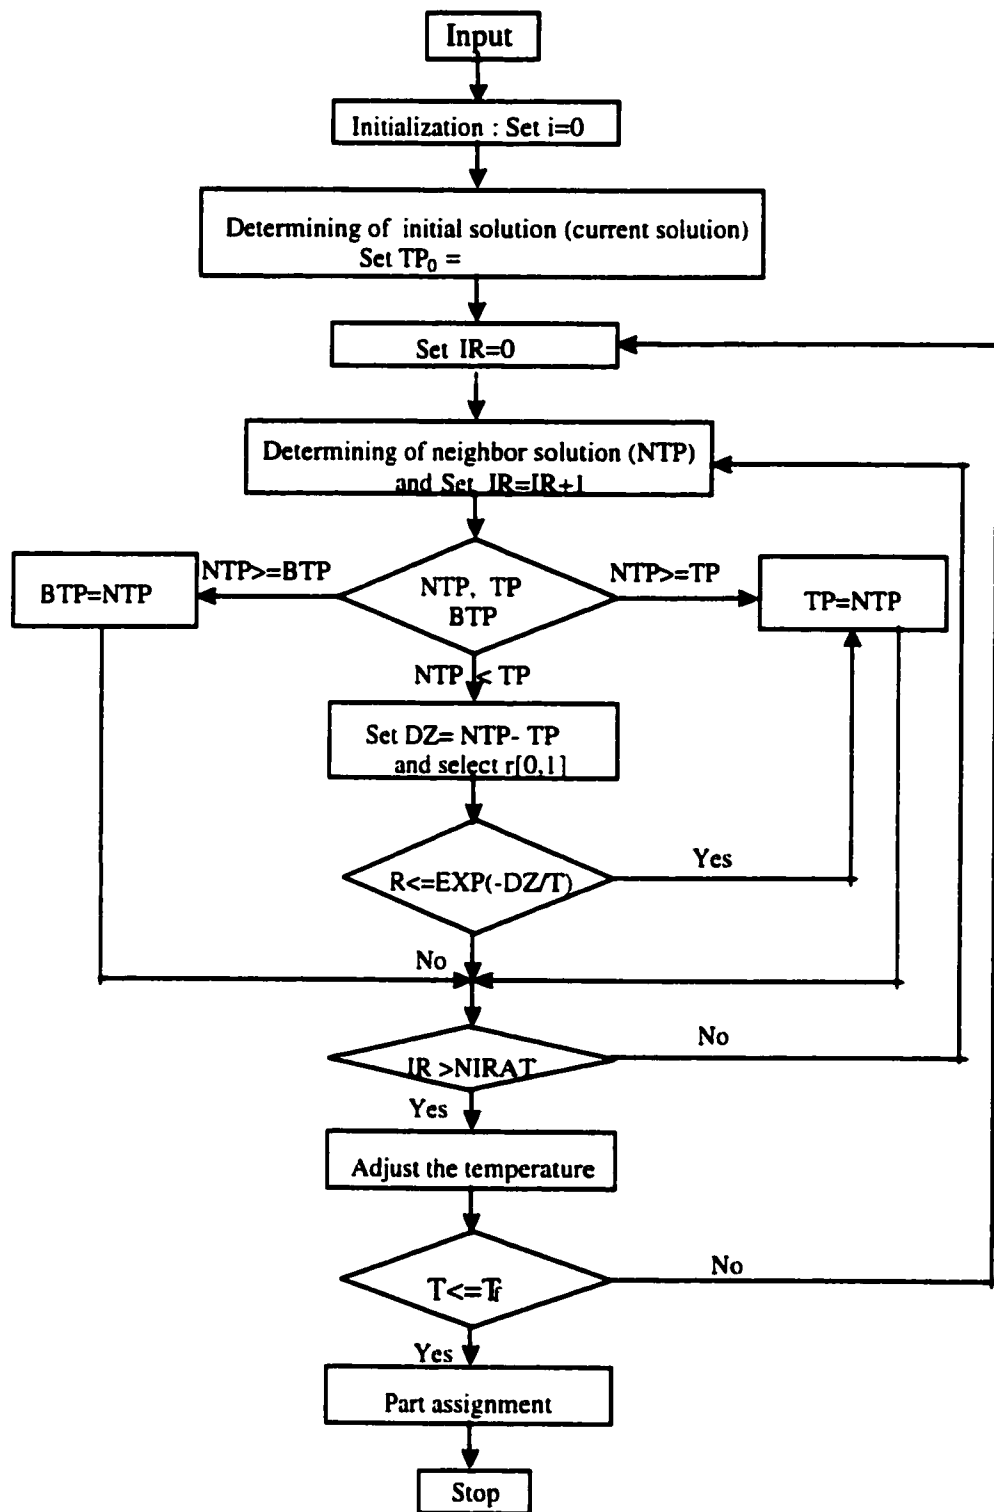 Input
Initialization : Set i=0
Determining of initial solution (current solution)
Set TP₀ =
Set IR=0
Determining of neighbor solution (NTP)
and Set IR=IR+1
NTP>=BTP
NTP, TP
BTP
NTP>=TP
BTP=NTP
TP=NTP
NTP < TP
Set DZ= NTP- TP
and select r[0,1]
R<=EXP(-DZ/T)
Yes
No
IR >NIRAT
No
Yes
Adjust the temperature
T<=Tf
No
Yes
Part assignment
Stop